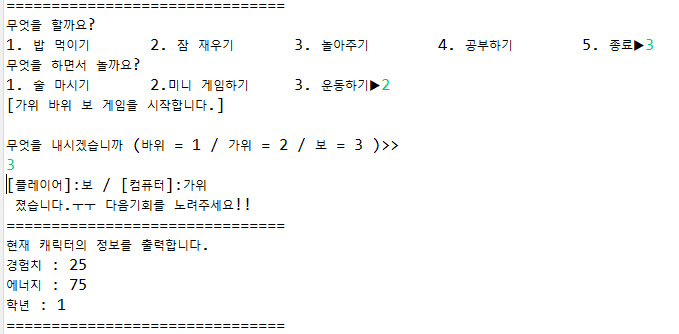 ===============================
무엇을 할까요?
1. 밥 먹이기 2. 잠 재우기 3. 놀아주기 4. 공부하기 5. 종료▶3
무엇을 하면서 놀까요?
1. 술 마시기 2.미니 게임하기 3. 운동하기▶2
[가위 바위 보 게임을 시작합니다.]
무엇을 내시겠습니까 (바위 = 1 / 가위 = 2 / 보 = 3 )>>
3
[플레이어]:보 / [컴퓨터]:가위
졌습니다.ㅜㅜ 다음기회를 노려주세요!!
===============================
현재 캐릭터의 정보를 출력합니다.
경험치 : 25
에너지 : 75
학년 : 1
===============================